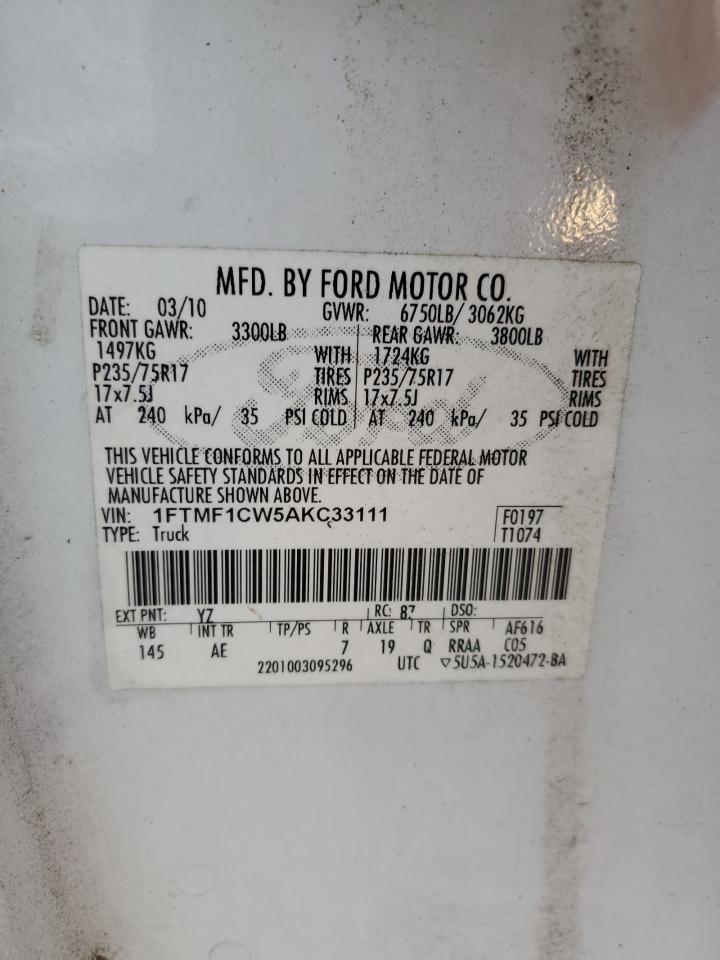 MFD. BY FORD MOTOR CO.
DATE: 03/10 GVWR: 6750LB/ 3062KG
FRONT GAWR: 3300LB REAR GAWR: 3800LB
1497KG WITH 1724KG WITH
P235/75R17 TIRES P235/75R17 TIRES
17x7.5J RIMS 17x7.5J RIMS
AT 240 kPa/ 35 PSI COLD AT 240 kPa/ 35 PSI COLD
THIS VEHICLE CONFORMS TO ALL APPLICABLE FEDERAL MOTOR
VEHICLE SAFETY STANDARDS IN EFFECT ON THE DATE OF
MANUFACTURE SHOWN ABOVE.
VIN: 1FTMF1CW5AKC33111 F0197
TYPE: Truck T1074
EXT PNT: YZ RC: 87 DSO:
WB INT TR TP/PS R AXLE TR SPR AF616
145 AE 7 19 Q RRAA C05
2201003095296 UTC ▽5U5A-1520472-BA